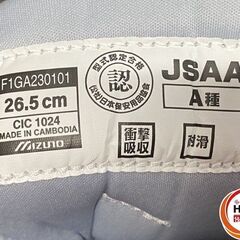 F1GA230101
26.5cm
CIC 1024
MADE IN CAMBODIA
MIZUNO
型式認定合格
認
(公社)日本保安用品協会
JSAA
A種
衝撃
吸収
耐滑